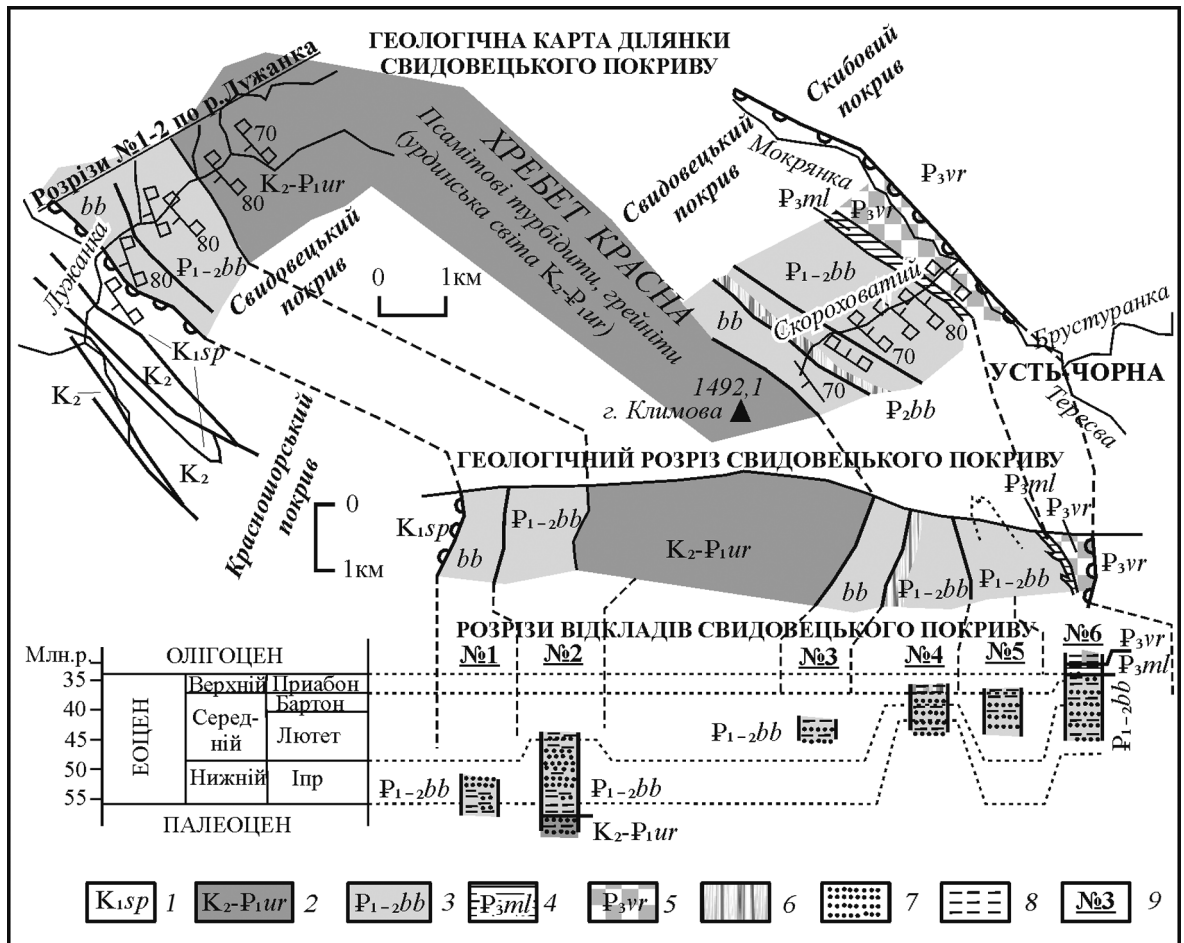 ГЕОЛОГІЧНА КАРТА ДІЛЯНКИ
СВИДОВЕЦЬКОГО ПОКРИВУ
Розрізи №1-2 по р.Лужанка
Скибовий
покрив
Свидовецький
покрив
ХРЕБЕТ КРАСНА
Псамітові турбідити, грейніти
(урдинська світа K₂-₽₁ur)
Мокрянка
₽₃vr
₽₃ml
₽₃vr
70
K₂-₽₁ur
80
bb
80
₽₁₋₂bb
80
Лужанка
Свидовецький
покрив
0 1км
₽₁₋₂bb
Скороховатий
bb
80
70
70
Брустуранка
УСТЬ-ЧОРНА
Тересва
K₁sp
K₂
K₂
K₂
1492,1
г. Климова
₽₂bb
Красношорський
покрив
ГЕОЛОГІЧНИЙ РОЗРІЗ СВИДОВЕЦЬКОГО ПОКРИВУ
0
1км
K₁sp
bb
₽₁₋₂bb
K₂-₽₁ur
bb
₽₁₋₂bb
₽₁₋₂bb
₽₃ml
₽₃vr
₽₃vr
РОЗРІЗИ ВІДКЛАДІВ СВИДОВЕЦЬКОГО ПОКРИВУ
№1 №2 №3 №4 №5 №6
Млн.р.
35
40
45
50
55
ОЛІГОЦЕН
ЕОЦЕН
Верхній Приабон
Серед-
ній
Бартон
Лютет
Нижній Іпр
ПАЛЕОЦЕН
₽₁₋₂bb
₽₁₋₂bb
K₂-₽₁ur
₽₁₋₂bb
₽₃vr
₽₃ml
₽₁₋₂bb
K₁sp 1 K₂-₽₁ur 2 ₽₁₋₂bb 3 ₽₃ml 4 ₽₃vr 5 6 7 8 №3 9